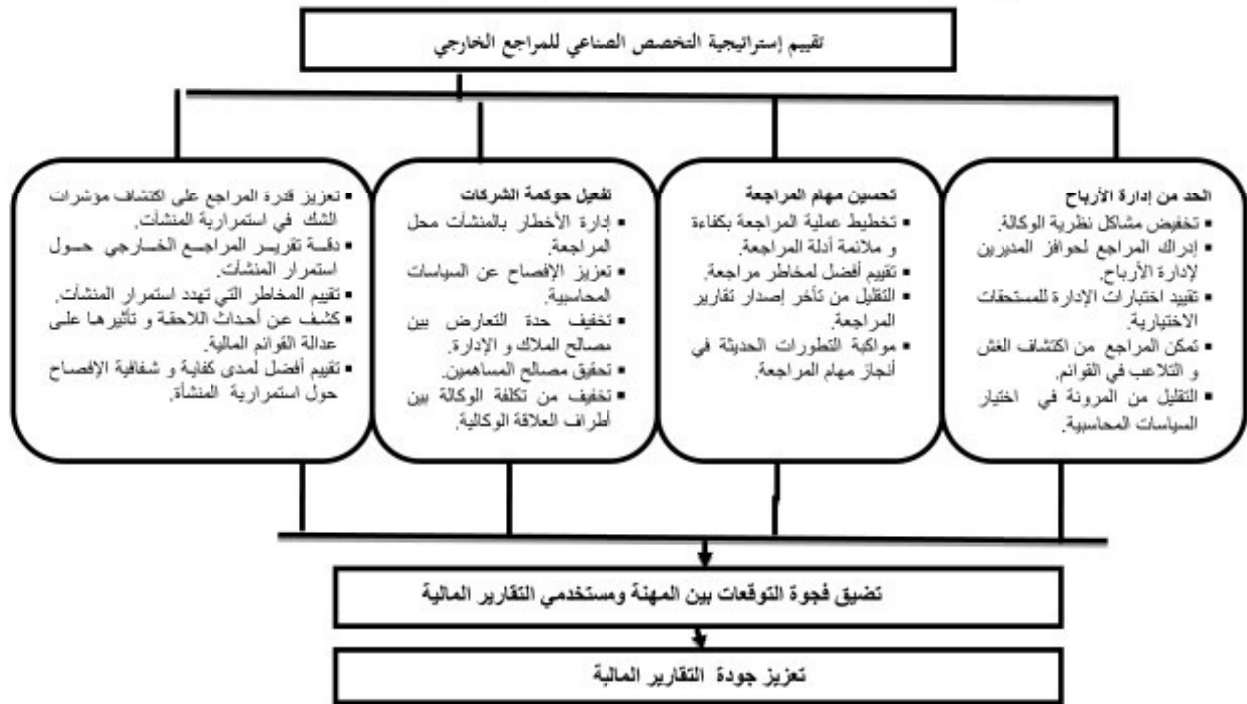 تقييم إستراتيجية التخصص الصناعي للمراجع الخارجي
الحد من إدارة الأرباح
▪ تخفيض مشاكل نظرية الوكالة.
▪ إدراك المراجع لحوافز المديرين
لإدارة الأرباح.
▪ تقييد اختبارات الإدارة للمستحقات
الاختيارية.
▪ تمكن المراجع من اكتشاف الغش
و التلاعب في القوائم.
▪ التقليل من المرونة في اختيار
السياسات المحاسبية.
تحسين مهام المراجعة
▪ تخطيط عملية المراجعة بكفاءة
و ملائمة أدلة المراجعة.
▪ تقييم أفضل لمخاطر مراجعة.
▪ التقليل من تأخر إصدار تقارير
المراجعة.
▪ مواكبة التطورات الحديثة في
أنجاز مهام المراجعة.
تفعيل حوكمة الشركات
▪ إدارة الأخطار بالمنشآت محل
المراجعة.
▪ تعزيز الإفصاح عن السياسات
المحاسبية.
▪ تخفيف حدة التعارض بين
مصالح الملاك و الإدارة.
▪ تحقيق مصالح المساهمين.
▪ تخفيف من تكلفة الوكالة بين
أطراف العلاقة الوكالية.
▪ تعزيز قدرة المراجع على اكتشاف مؤشرات
الشك في استمرارية المنشآت.
▪ دقة تقرير المراجع الخارجي حول
استمرار المنشآت.
▪ تقييم المخاطر التي تهدد استمرار المنشآت.
▪ كشف عن أحداث اللاحقة و تأثيرها على
عدالة القوائم المالية.
▪ تقييم أفضل لمدى كفاية و شفافية الإفصاح
حول استمرارية المنشأة.
تضيق فجوة التوقعات بين المهنة ومستخدمي التقارير المالية
تعزيز جودة التقارير المالية